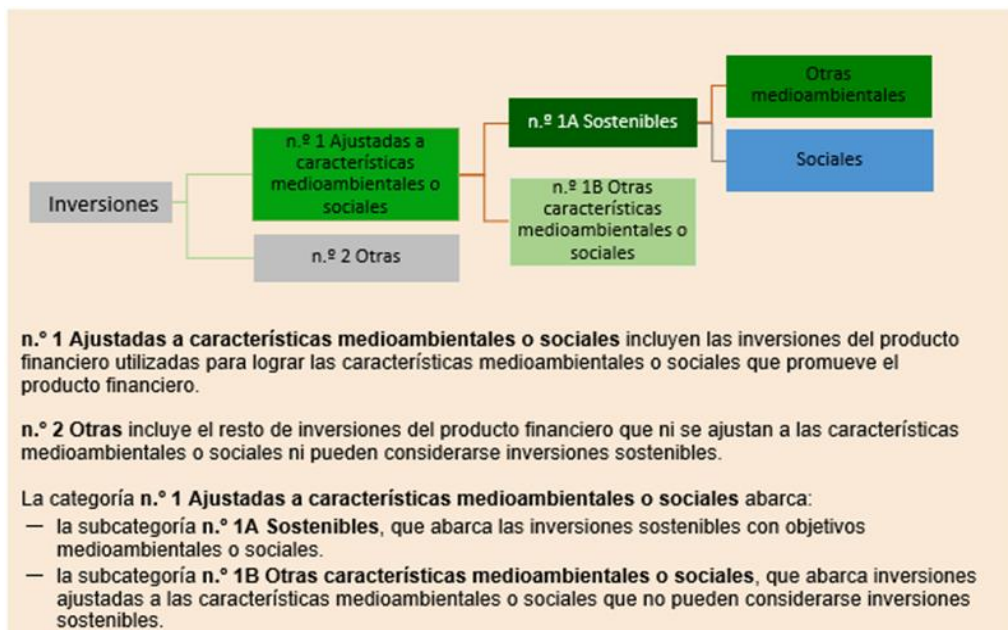 Inversiones
n.º 1 Ajustadas a
características
medioambientales o
sociales
n.º 2 Otras
n.º 1A Sostenibles
n.º 1B Otras
características
medioambientales o
sociales
Otras
medioambientales
Sociales
n.º 1 Ajustadas a características medioambientales o sociales incluyen las inversiones del producto
financiero utilizadas para lograr las características medioambientales o sociales que promueve el
producto financiero.
n.º 2 Otras incluye el resto de inversiones del producto financiero que ni se ajustan a las características
medioambientales o sociales ni pueden considerarse inversiones sostenibles.
La categoría n.º 1 Ajustadas a características medioambientales o sociales abarca:
— la subcategoría n.º 1A Sostenibles, que abarca las inversiones sostenibles con objetivos
medioambientales o sociales.
— la subcategoría n.º 1B Otras características medioambientales o sociales, que abarca inversiones
ajustadas a las características medioambientales o sociales que no pueden considerarse inversiones
sostenibles.